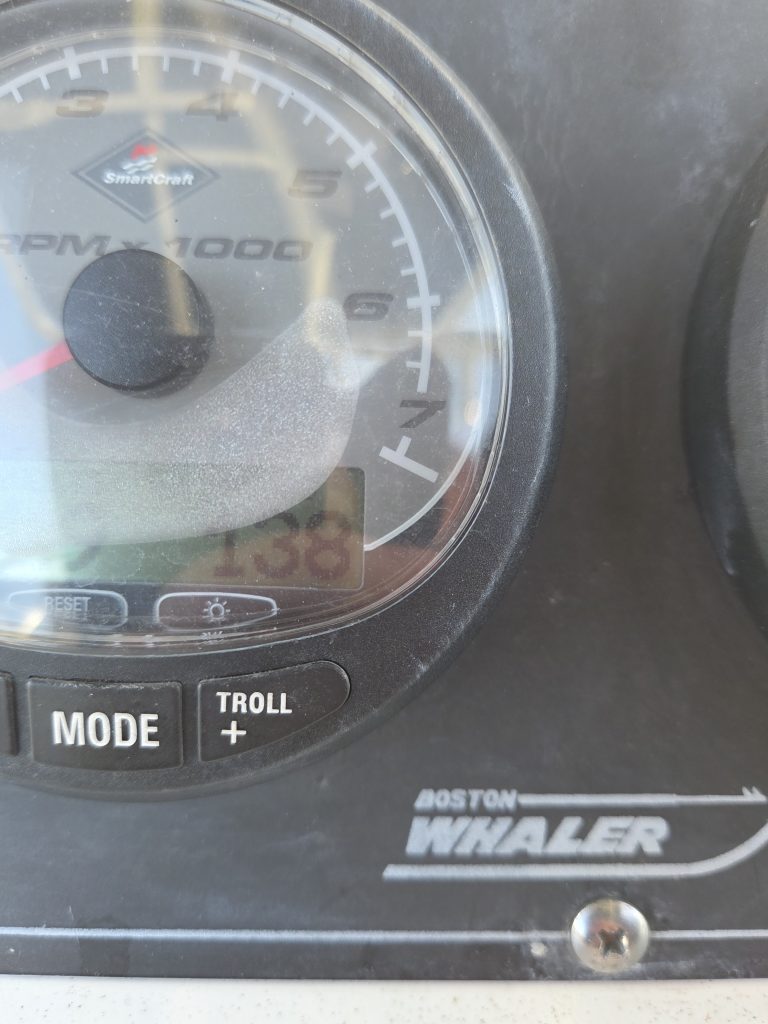 3 4
SmartCraft
5
RPM x 1000
6
7
138
RESET
MODE
TROLL
+
BOSTON
WHALER